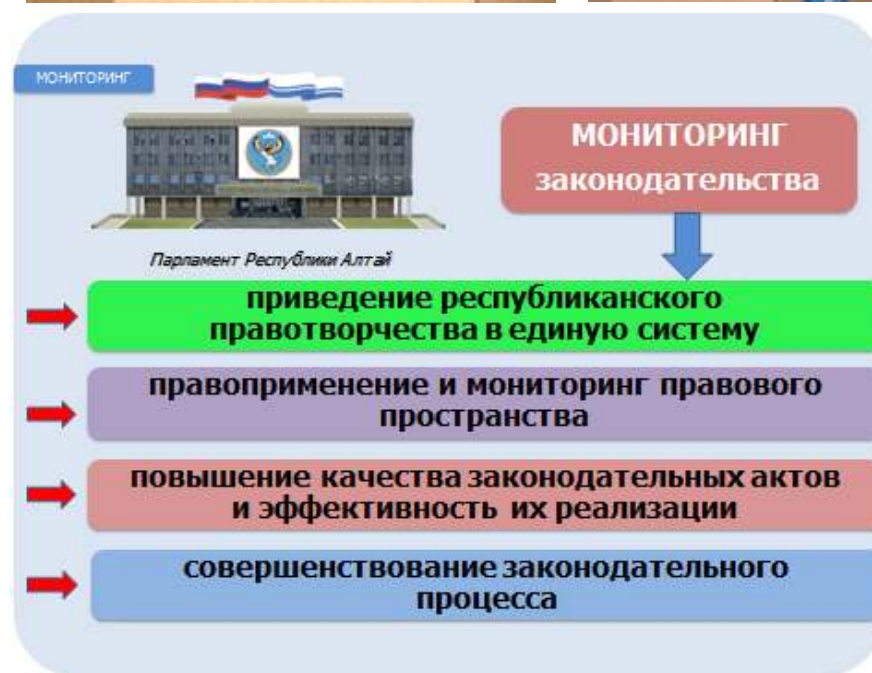 МОНИТОРИНГ
МОНИТОРИНГ
законодательства
Парламент Республики Алтай
приведение республиканского
правотворчества в единую систему
правоприменение и мониторинг правового
пространства
повышение качества законодательных актов
и эффективность их реализации
совершенствование законодательного
процесса